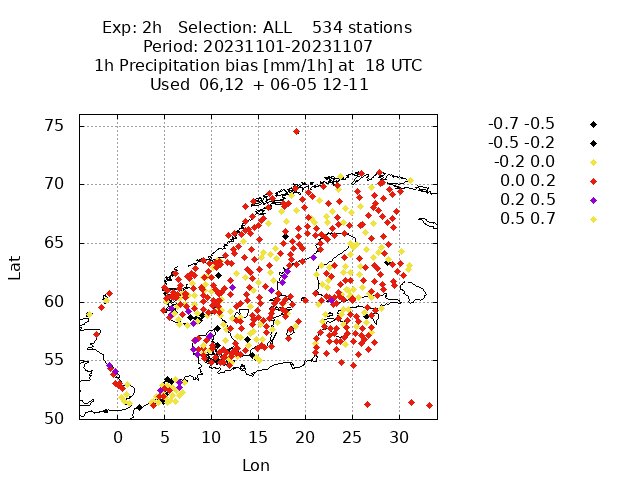 Exp: 2h   Selection: ALL    534 stations
Period: 20231101-20231107
1h Precipitation bias [mm/1h] at  18 UTC
Used  06,12  + 06-05 12-11
75
70
65
60
55
50
0 5 10 15 20 25 30
Lat
Lon
-0.7 -0.5
-0.5 -0.2
-0.2 0.0
0.0 0.2
0.2 0.5
0.5 0.7